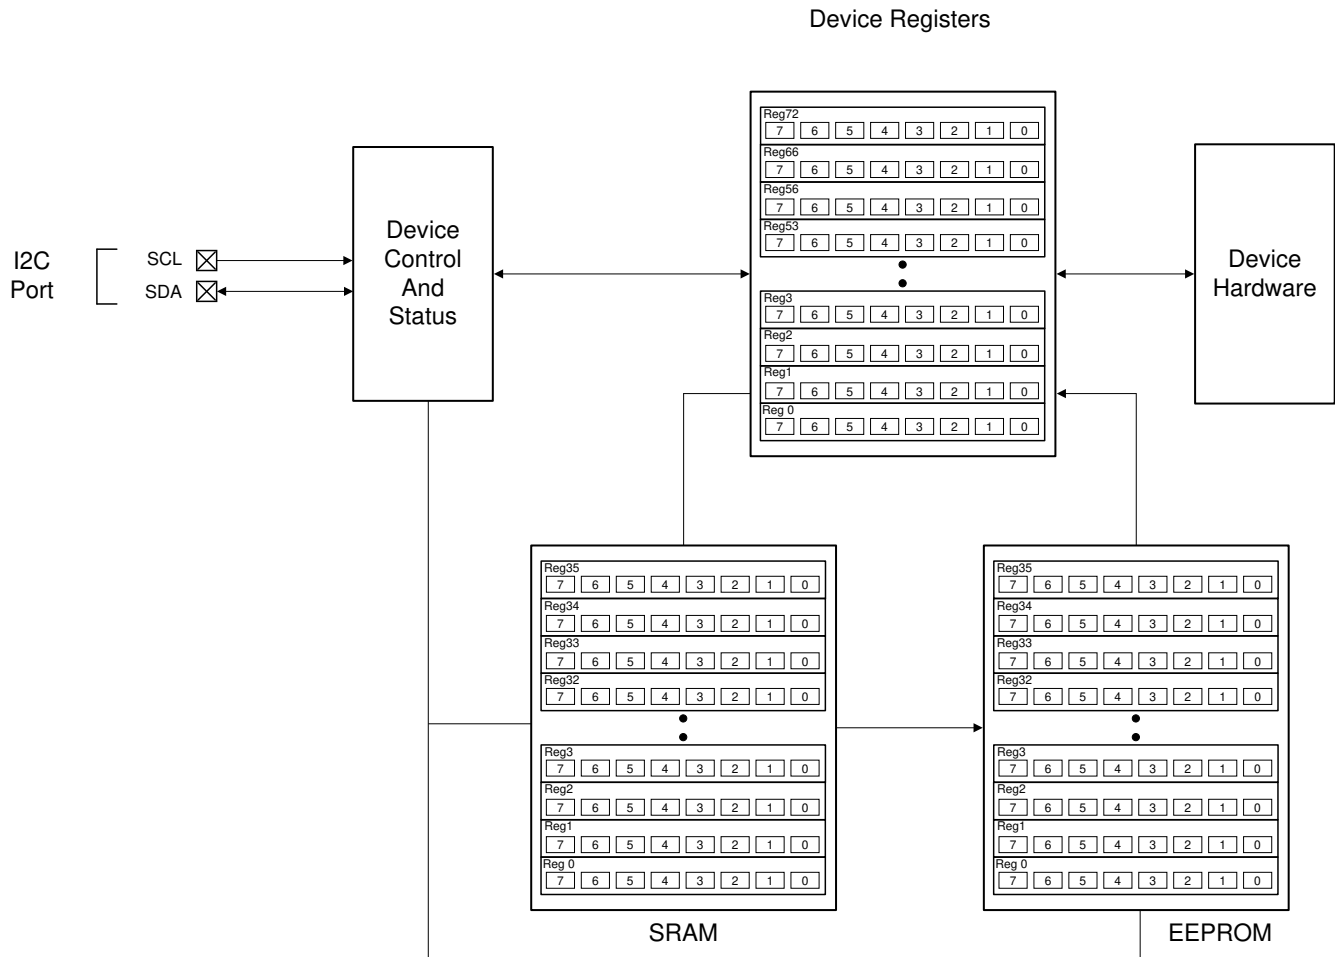 Device Registers
Reg72
7 6 5 4 3 2 1 0
Reg66
7 6 5 4 3 2 1 0
Reg56
7 6 5 4 3 2 1 0
Reg53
7 6 5 4 3 2 1 0
Reg3
7 6 5 4 3 2 1 0
Reg2
7 6 5 4 3 2 1 0
Reg1
7 6 5 4 3 2 1 0
Reg 0
7 6 5 4 3 2 1 0
I2C
Port
SCL
SDA
Device
Control
And
Status
Device
Hardware
Reg35
7 6 5 4 3 2 1 0
Reg34
7 6 5 4 3 2 1 0
Reg33
7 6 5 4 3 2 1 0
Reg32
7 6 5 4 3 2 1 0
Reg3
7 6 5 4 3 2 1 0
Reg2
7 6 5 4 3 2 1 0
Reg1
7 6 5 4 3 2 1 0
Reg 0
7 6 5 4 3 2 1 0
SRAM
Reg35
7 6 5 4 3 2 1 0
Reg34
7 6 5 4 3 2 1 0
Reg33
7 6 5 4 3 2 1 0
Reg32
7 6 5 4 3 2 1 0
Reg3
7 6 5 4 3 2 1 0
Reg2
7 6 5 4 3 2 1 0
Reg1
7 6 5 4 3 2 1 0
Reg 0
7 6 5 4 3 2 1 0
EEPROM